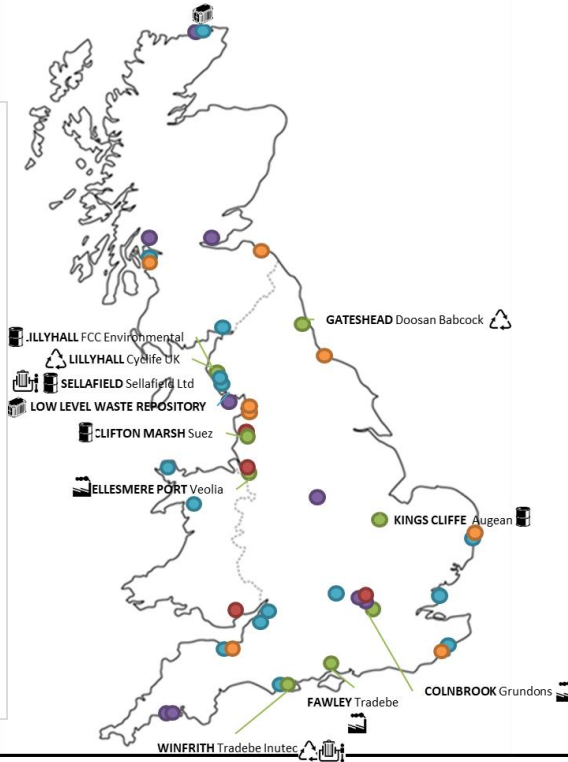 GATESHEAD Doosan Babcock
LILLYHALL FCC Environmental
LILLYHALL Cyclife UK
SELLAFIELD Sellafield Ltd
LOW LEVEL WASTE REPOSITORY
CLIFTON MARSH Suez
ELLESMERE PORT Veolia
KINGS CLIFFE Augean
COLNBROOK Grundons
FAWLEY Tradebe
WINFRITH Tradebe Inutec